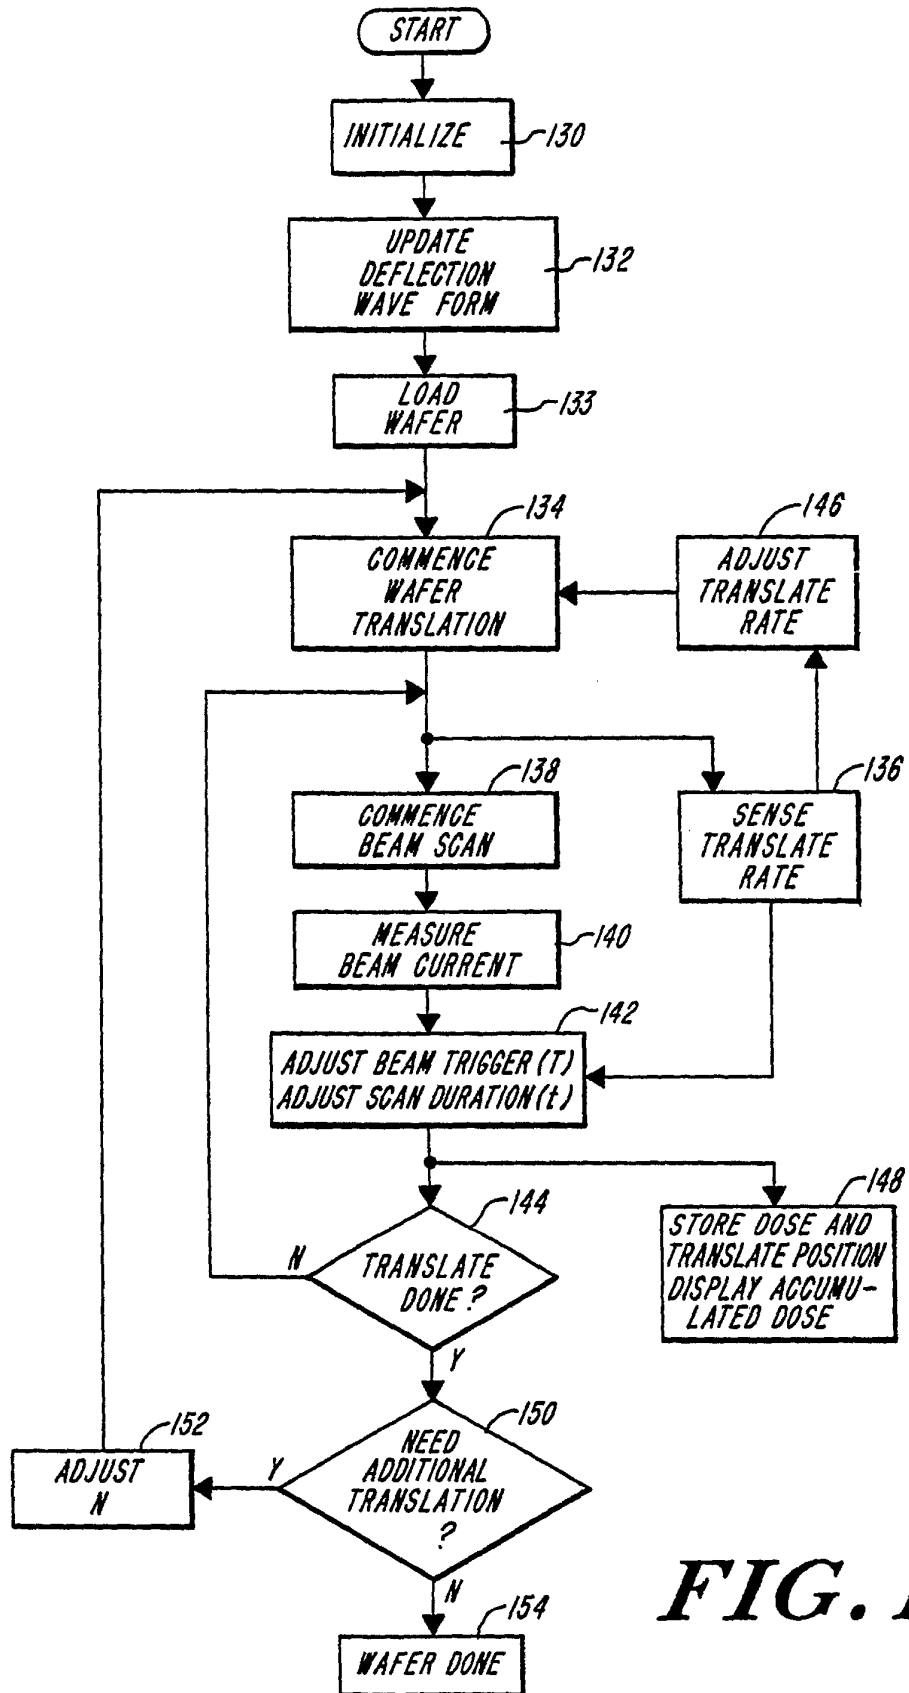 START
INITIALIZE
130
UPDATE
DEFLECTION
WAVE FORM
132
LOAD
WAFER
133
134
COMMENCE
WAFER
TRANSLATION
146
ADJUST
TRANSLATE
RATE
138
COMMENCE
BEAM SCAN
136
SENSE
TRANSLATE
RATE
MEASURE
BEAM CURRENT
140
142
ADJUST BEAM TRIGGER (T)
ADJUST SCAN DURATION (t)
144
N
TRANSLATE
DONE?
Y
148
STORE DOSE AND
TRANSLATE POSITION
DISPLAY ACCUMU-
LATED DOSE
150
NEED
ADDITIONAL
TRANSLATION
?
Y
N
152
ADJUST
N
154
WAFER DONE
FIG.